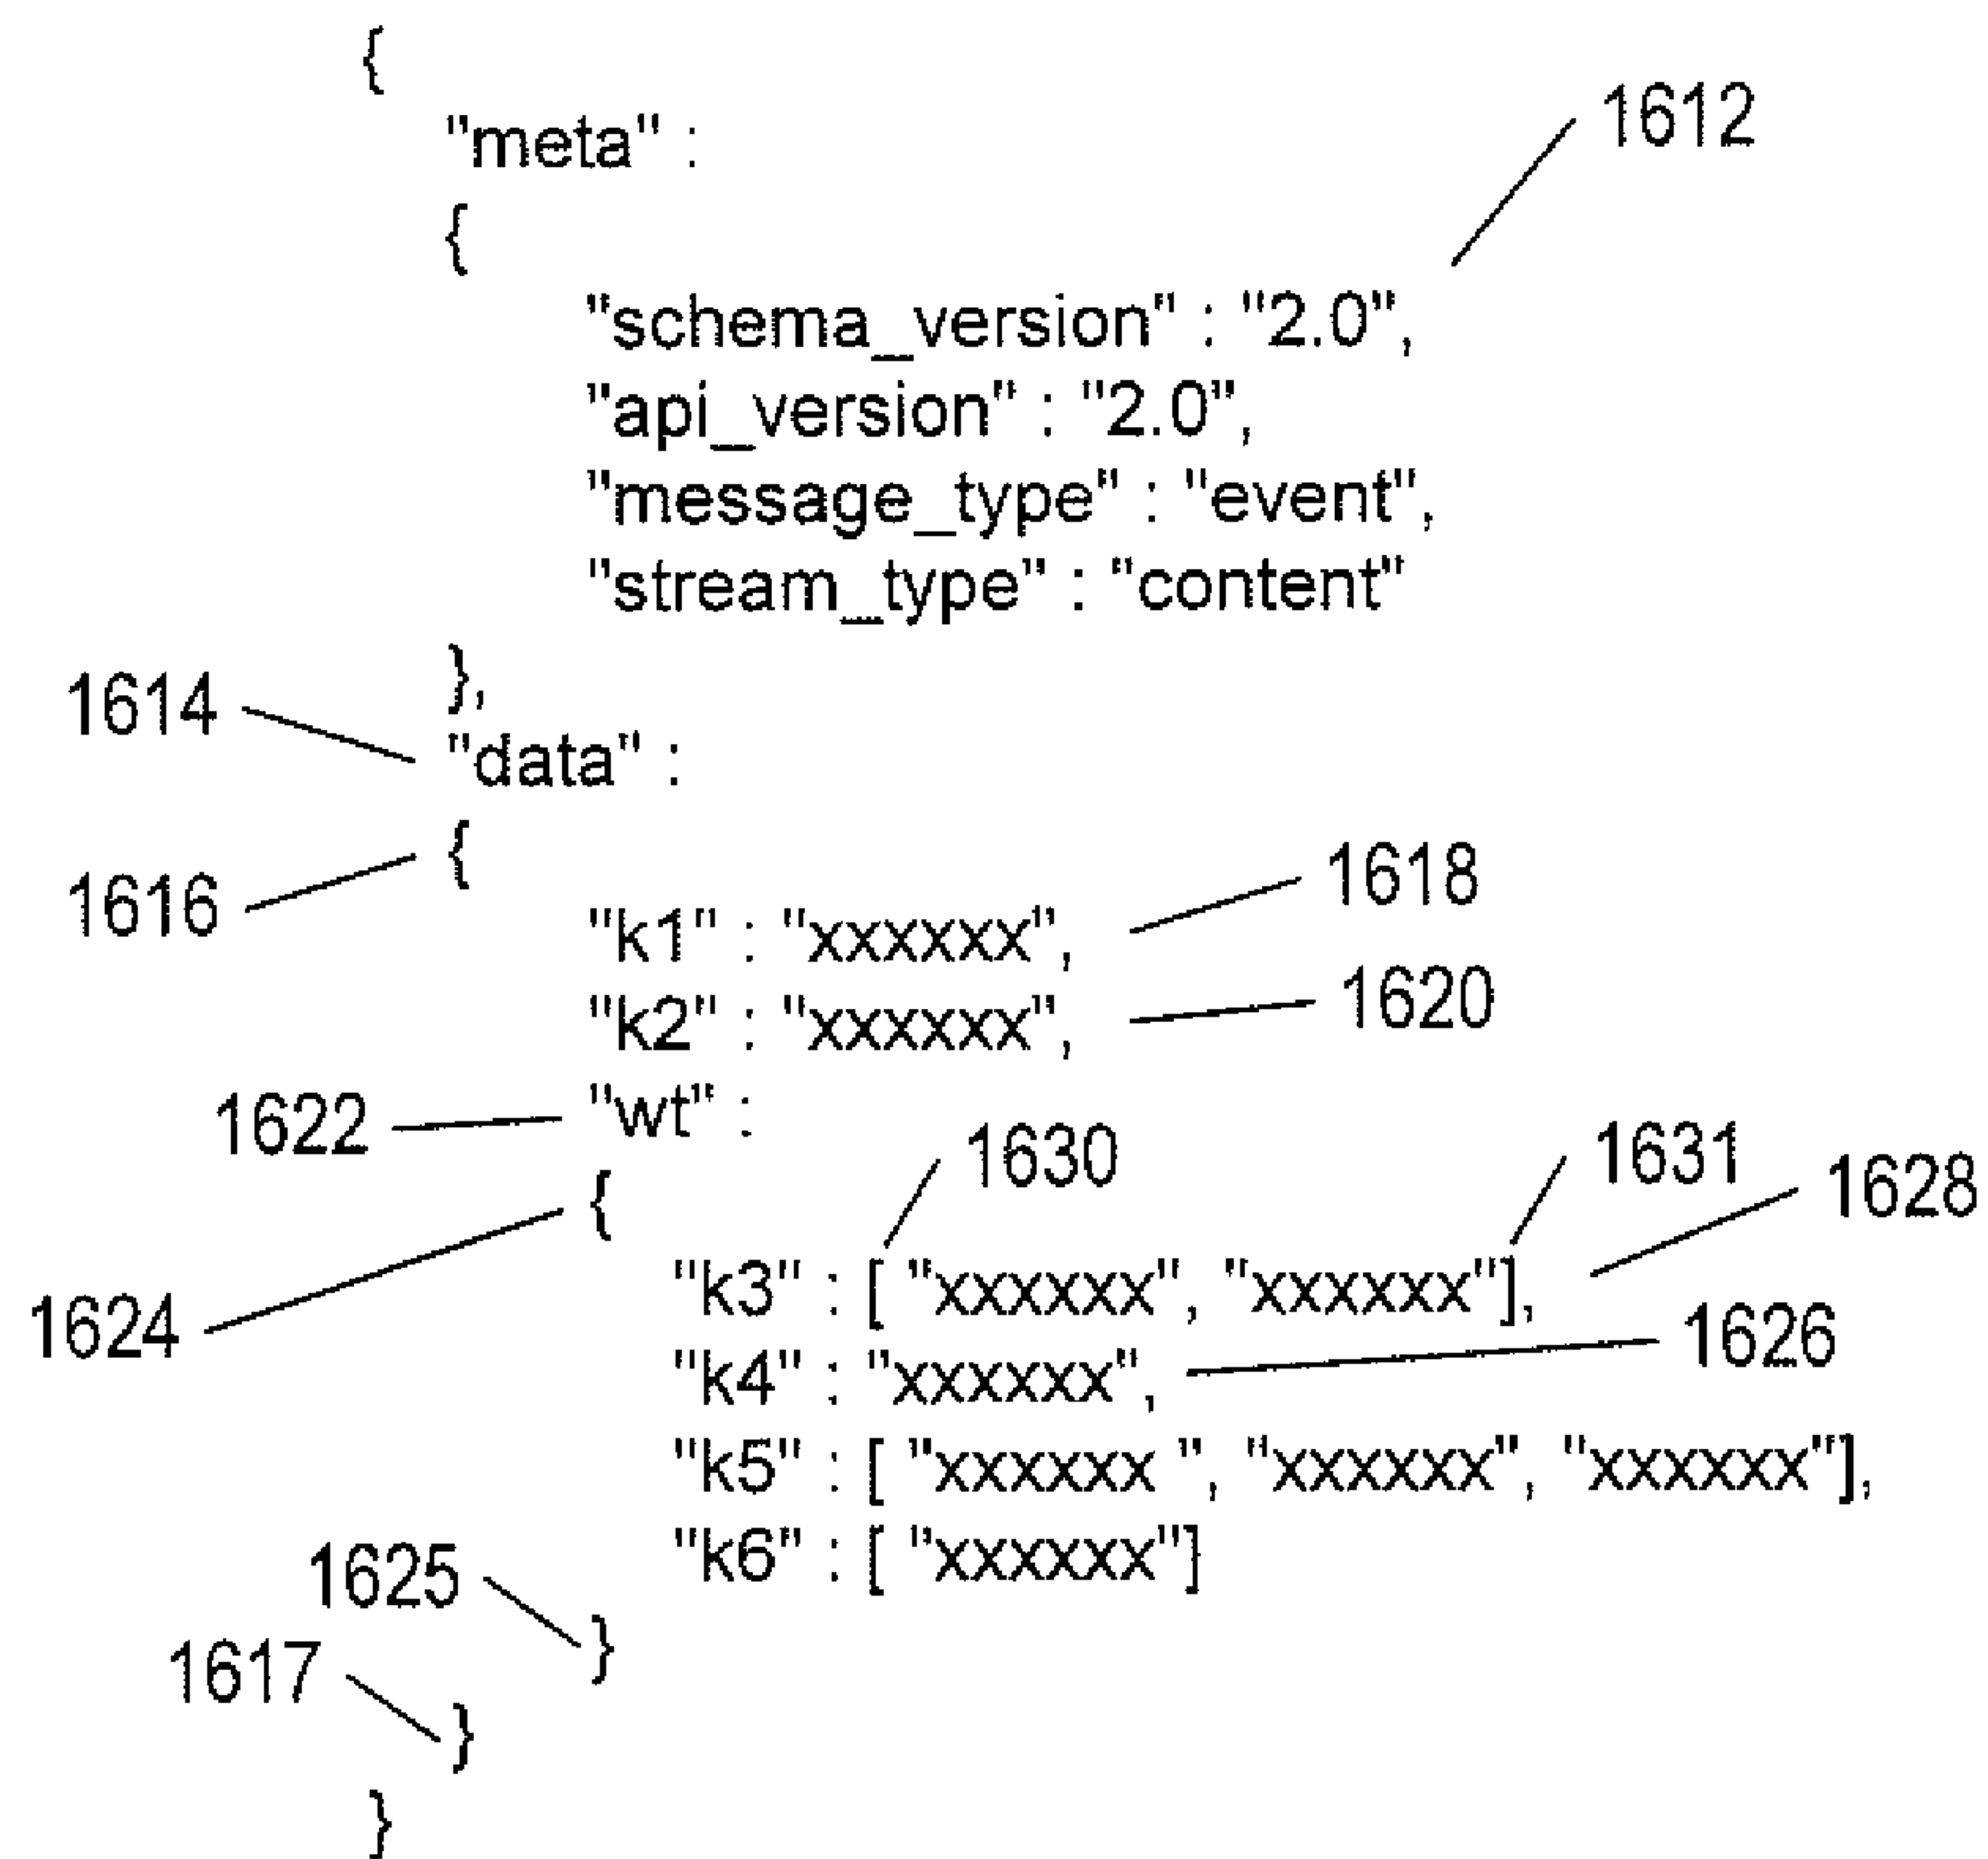 {
"meta" :
1612
{
"schema_version" : "2.0",
"api_version" : "2.0",
"message_type" : "event",
"stream_type" : "content"
},
1614
"data" :
1616
{
1618
"k1" : "xxxxxx",
1620
"k2" : "xxxxxx",
1622
"wt" :
1630
1631
1628
{
1624
"k3" : [ "xxxxxx", "xxxxxx"],
1626
"k4" : "xxxxxx",
"k5" : [ "xxxxxx ", "xxxxxx", "xxxxxx"],
"k6" : [ "xxxxxx"]
1625
}
1617
}
}